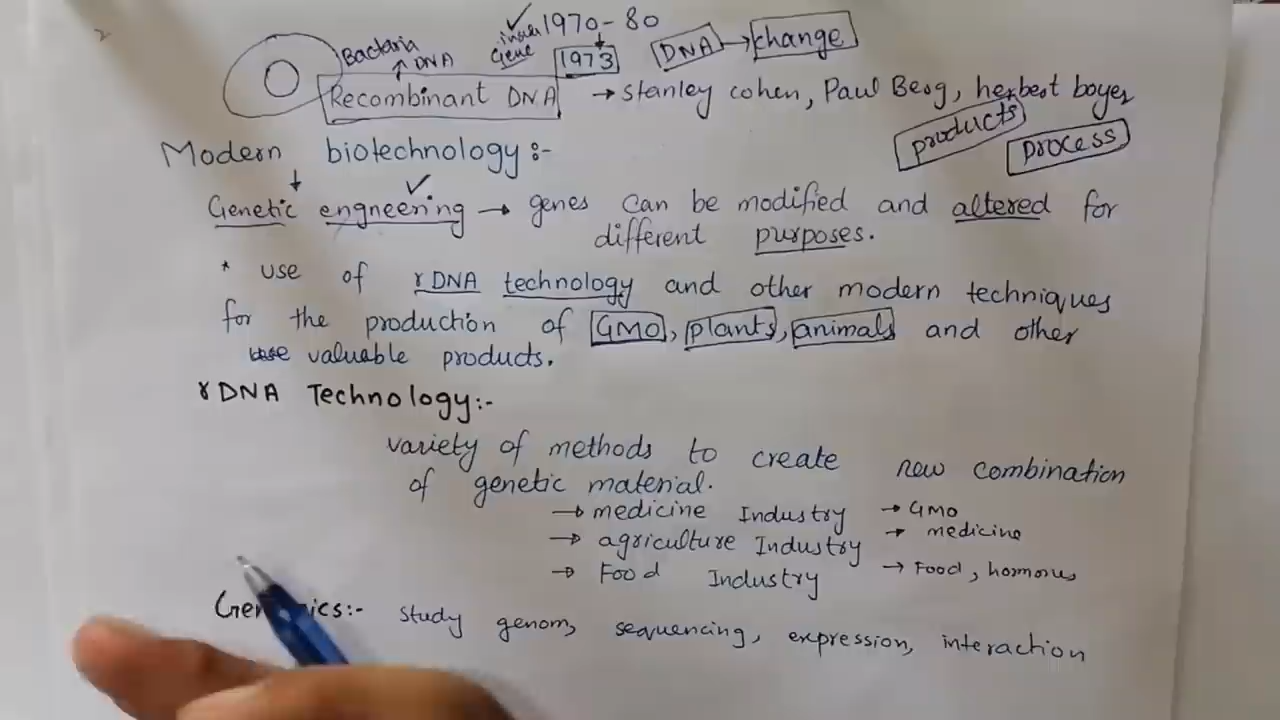 1970-80
Bacteria
DNA
Gene
1973
DNA → change
Recombinant DNA → Stanley cohen, Paul Berg, herbert boyer
products
process
Modern biotechnology:-
Genetic engneering → genes can be modified and altered for
different purposes.
* use of rDNA technology and other modern techniques
for the production of GMO, plants, animals and other
valuable products.
rDNA Technology:-
variety of methods to create new combination
of genetic material.
→ medicine Industry → GMO
→ agriculture Industry → medicine
→ Food Industry → Food, hormones
study genom, sequencing, expression, interaction